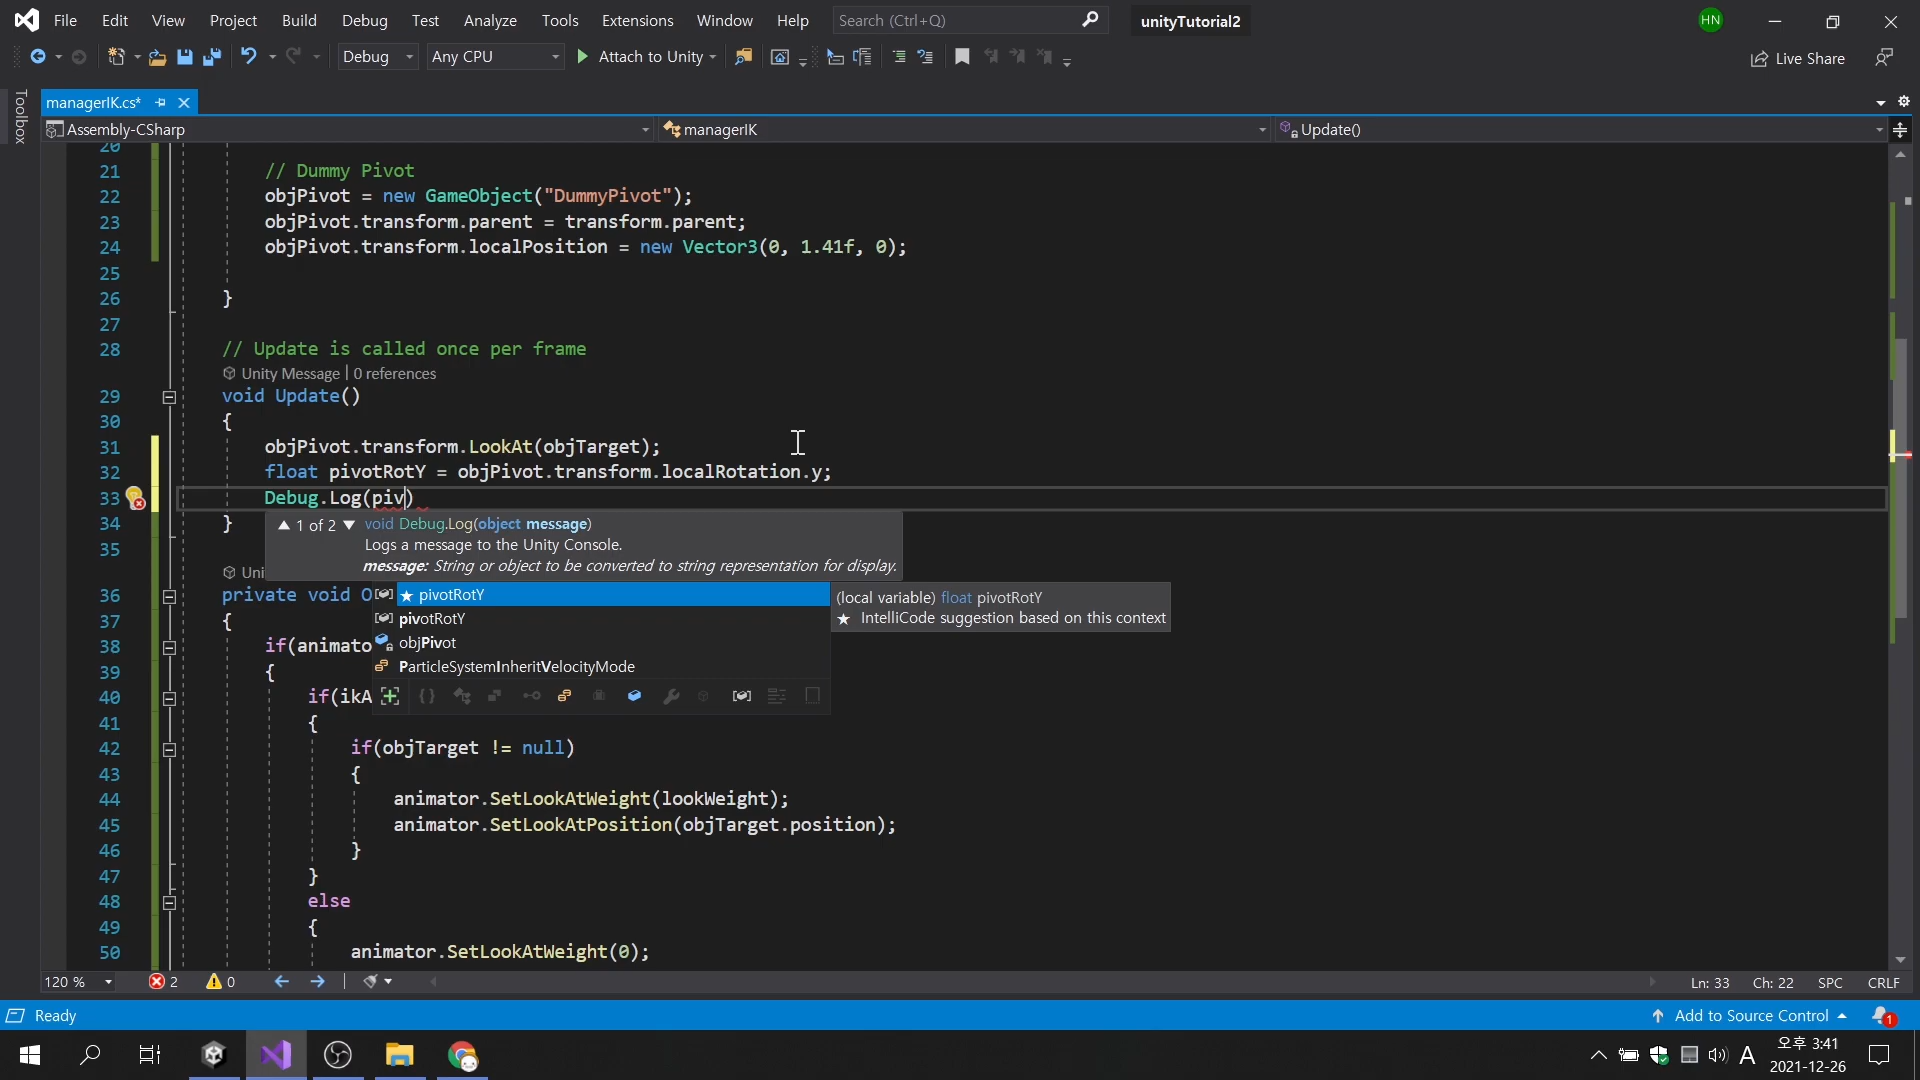 File Edit View Project Build Debug Test Analyze Tools Extensions Window Help Search (Ctrl+Q) unityTutorial2 HN
Debug Any CPU Attach to Unity Live Share
Toolbox
managerIK.cs*
Assembly-CSharp managerIK Update()
20
21 // Dummy Pivot
22 objPivot = new GameObject("DummyPivot");
23 objPivot.transform.parent = transform.parent;
24 objPivot.transform.localPosition = new Vector3(0, 1.41f, 0);
25
26 }
27
28 // Update is called once per frame
Unity Message | 0 references
29 void Update()
30 {
31 objPivot.transform.LookAt(objTarget);
32 float pivotRotY = objPivot.transform.localRotation.y;
33 Debug.Log(piv)
34 } 1 of 2 void Debug.Log(object message)
Logs a message to the Unity Console.
35
message: String or object to be converted to string representation for display.
Uni
36 private void O ★ pivotRotY (local variable) float pivotRotY
37 { pivotRotY ★ IntelliCode suggestion based on this context
38 if(animato objPivot
39 { ParticleSystemInheritVelocityMode
40 if(ikA
41 {
42 if(objTarget != null)
43 {
44 animator.SetLookAtWeight(lookWeight);
45 animator.SetLookAtPosition(objTarget.position);
46 }
47 }
48 else
49 {
50 animator.SetLookAtWeight(0);
120 % 2 0 Ln: 33 Ch: 22 SPC CRLF
Ready Add to Source Control 1
A 오후 3:41
2021-12-26